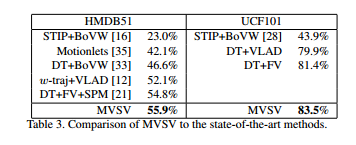 HMDB51 UCF101
STIP+BoVW [16] 23.0% STIP+BoVW [28] 43.9%
Motionlets [35] 42.1% DT+VLAD 79.9%
DT+BoVW [33] 46.6% DT+FV 81.4%
w-traj+VLAD [12] 52.1%
DT+FV+SPM [21] 54.8%
MVSV 55.9% MVSV 83.5%
Table 3. Comparison of MVSV to the state-of-the-art methods.